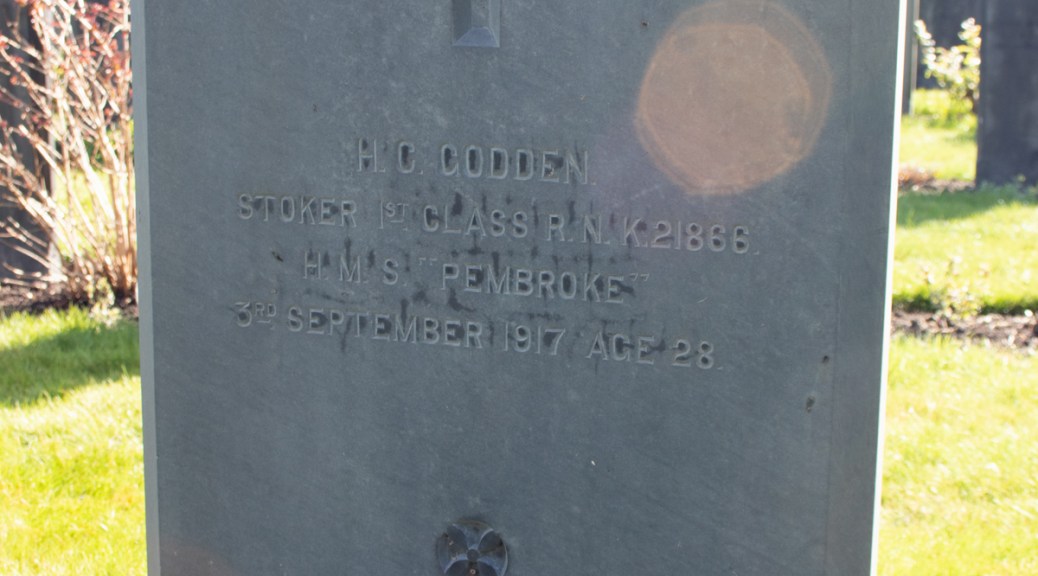 H. C. GODDEN.
STOKER 1ST CLASS R. N. K.21866.
H. M. S. "PEMBROKE"
3RD SEPTEMBER 1917 AGE 28.